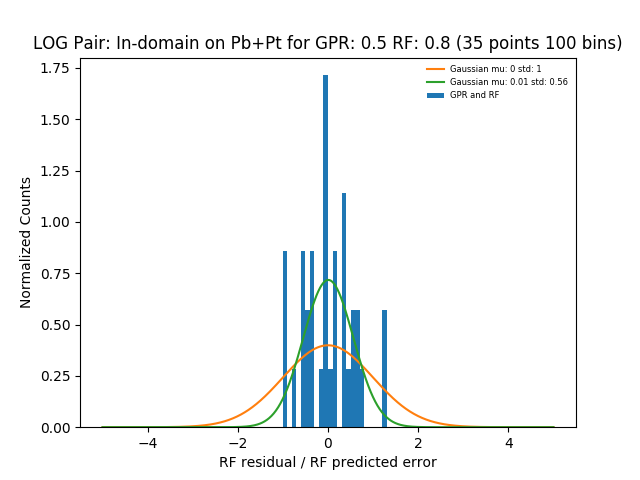 LOG Pair: In-domain on Pb+Pt for GPR: 0.5 RF: 0.8 (35 points 100 bins)
Gaussian mu: 0 std: 1
Gaussian mu: 0.01 std: 0.56
GPR and RF
Normalized Counts
1.75
1.50
1.25
1.00
0.75
0.50
0.25
0.00
−4
−2
0
2
4
RF residual / RF predicted error